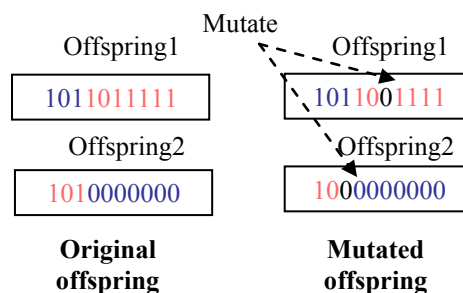 Mutate
Offspring1
Offspring1
1011011111
1011001111
Offspring2
Offspring2
1010000000
1000000000
Original
offspring
Mutated
offspring